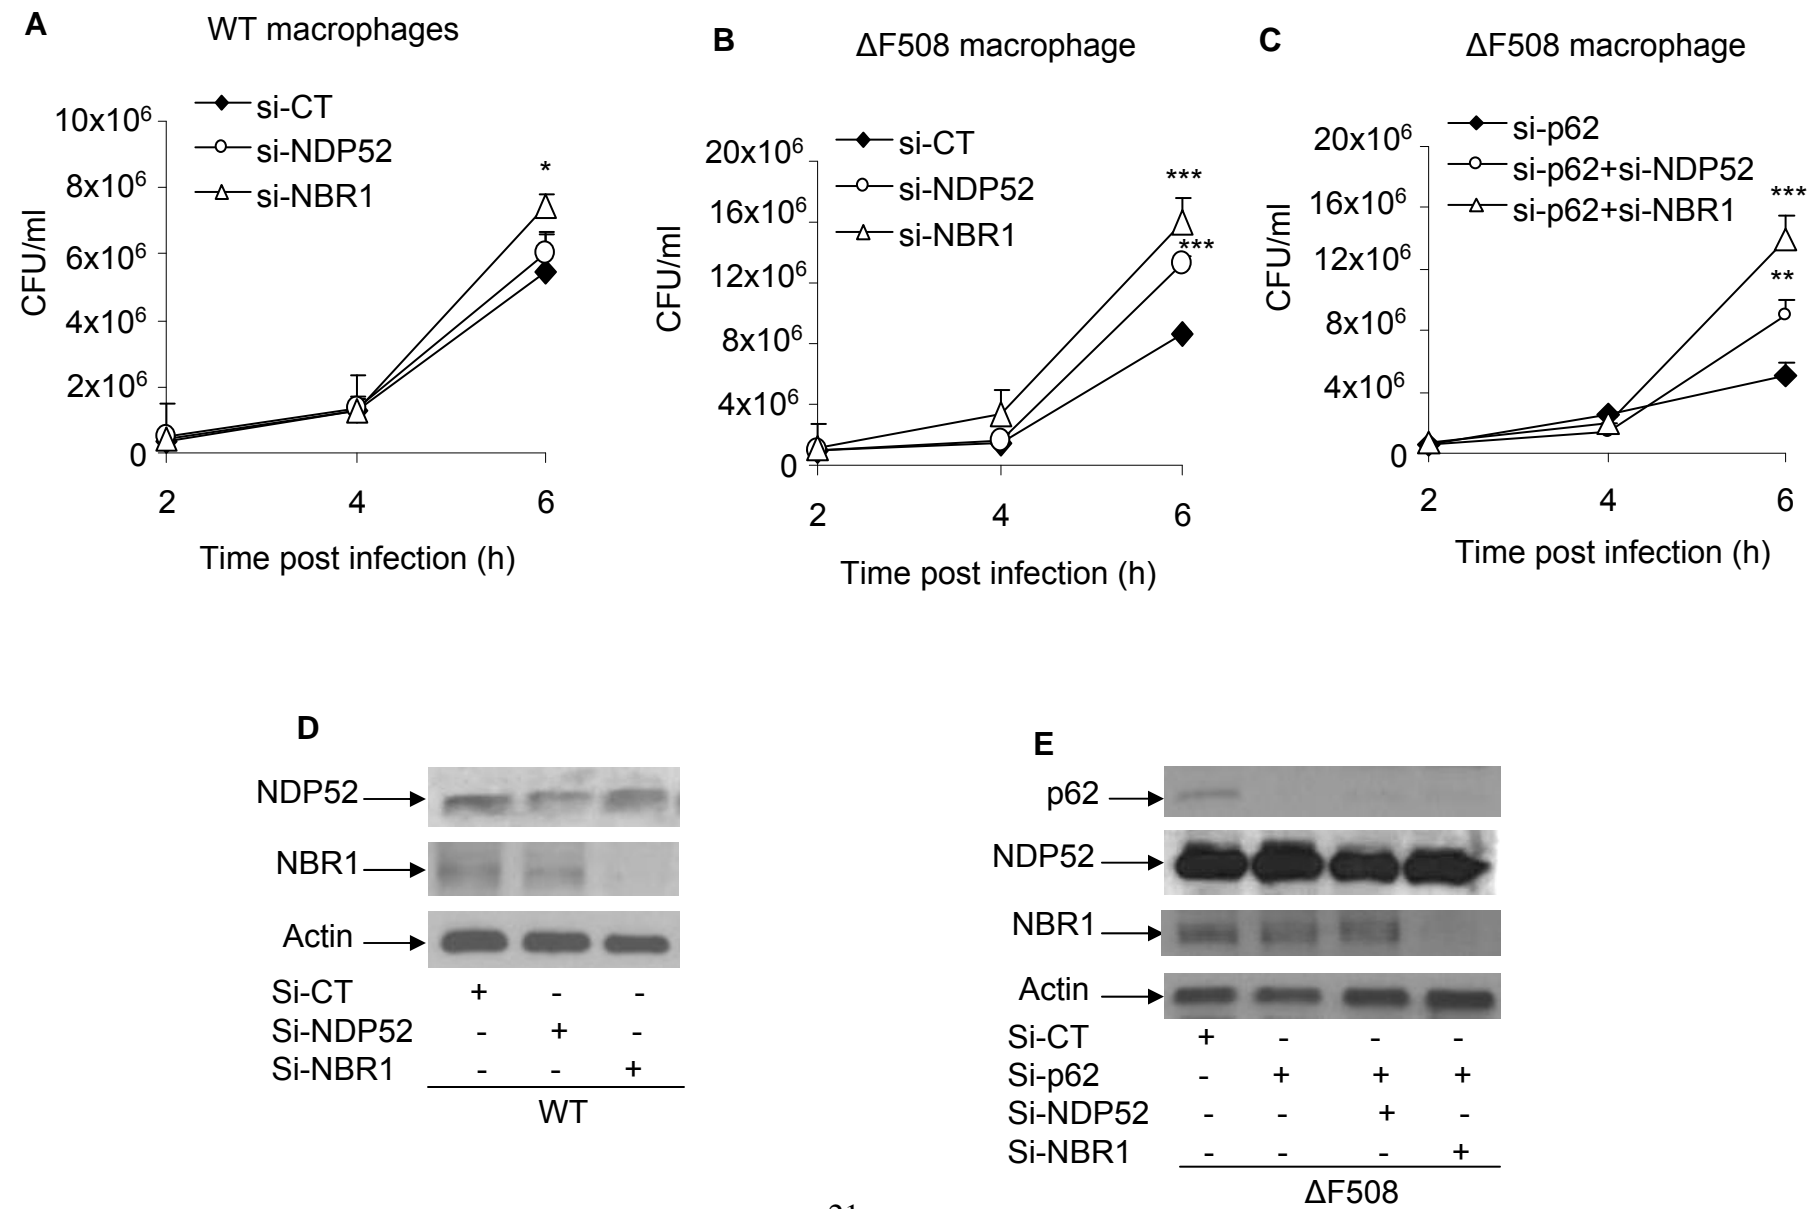 A
WT macrophages
si-CT
si-NDP52
si-NBR1
10x10⁶
8x10⁶
6x10⁶
4x10⁶
2x10⁶
0
CFU/ml
*
2 4 6
Time post infection (h)
B
ΔF508 macrophage
si-CT
si-NDP52
si-NBR1
20x10⁶
16x10⁶
12x10⁶
8x10⁶
4x10⁶
0
CFU/ml
***
***
2 4 6
Time post infection (h)
C
ΔF508 macrophage
si-p62
si-p62+si-NDP52
si-p62+si-NBR1
20x10⁶
16x10⁶
12x10⁶
8x10⁶
4x10⁶
0
CFU/ml
***
**
2 4 6
Time post infection (h)
D
NDP52
NBR1
Actin
Si-CT + - -
Si-NDP52 - + -
Si-NBR1 - - +
WT
E
p62
NDP52
NBR1
Actin
Si-CT + - - -
Si-p62 - + + +
Si-NDP52 - - + -
Si-NBR1 - - - +
ΔF508